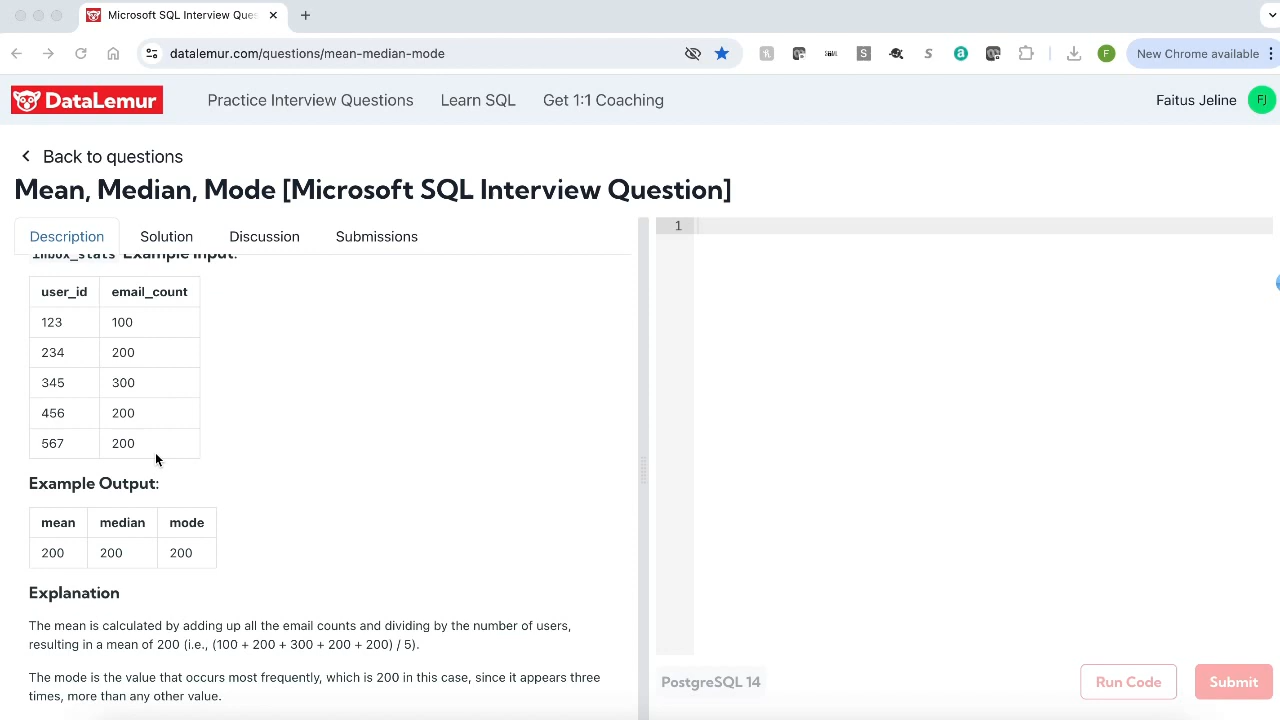 Microsoft SQL Interview Ques
datalemur.com/questions/mean-median-mode
New Chrome available
DataLemur
Practice Interview Questions
Learn SQL
Get 1:1 Coaching
Faitus Jeline
FJ
Back to questions
Mean, Median, Mode [Microsoft SQL Interview Question]
Description
Solution
Discussion
Submissions
inbox_stats Example Input:
user_id email_count
123 100
234 200
345 300
456 200
567 200
Example Output:
mean median mode
200 200 200
Explanation
The mean is calculated by adding up all the email counts and dividing by the number of users,
resulting in a mean of 200 (i.e., (100 + 200 + 300 + 200 + 200) / 5).
The mode is the value that occurs most frequently, which is 200 in this case, since it appears three
times, more than any other value.
1
PostgreSQL 14
Run Code
Submit